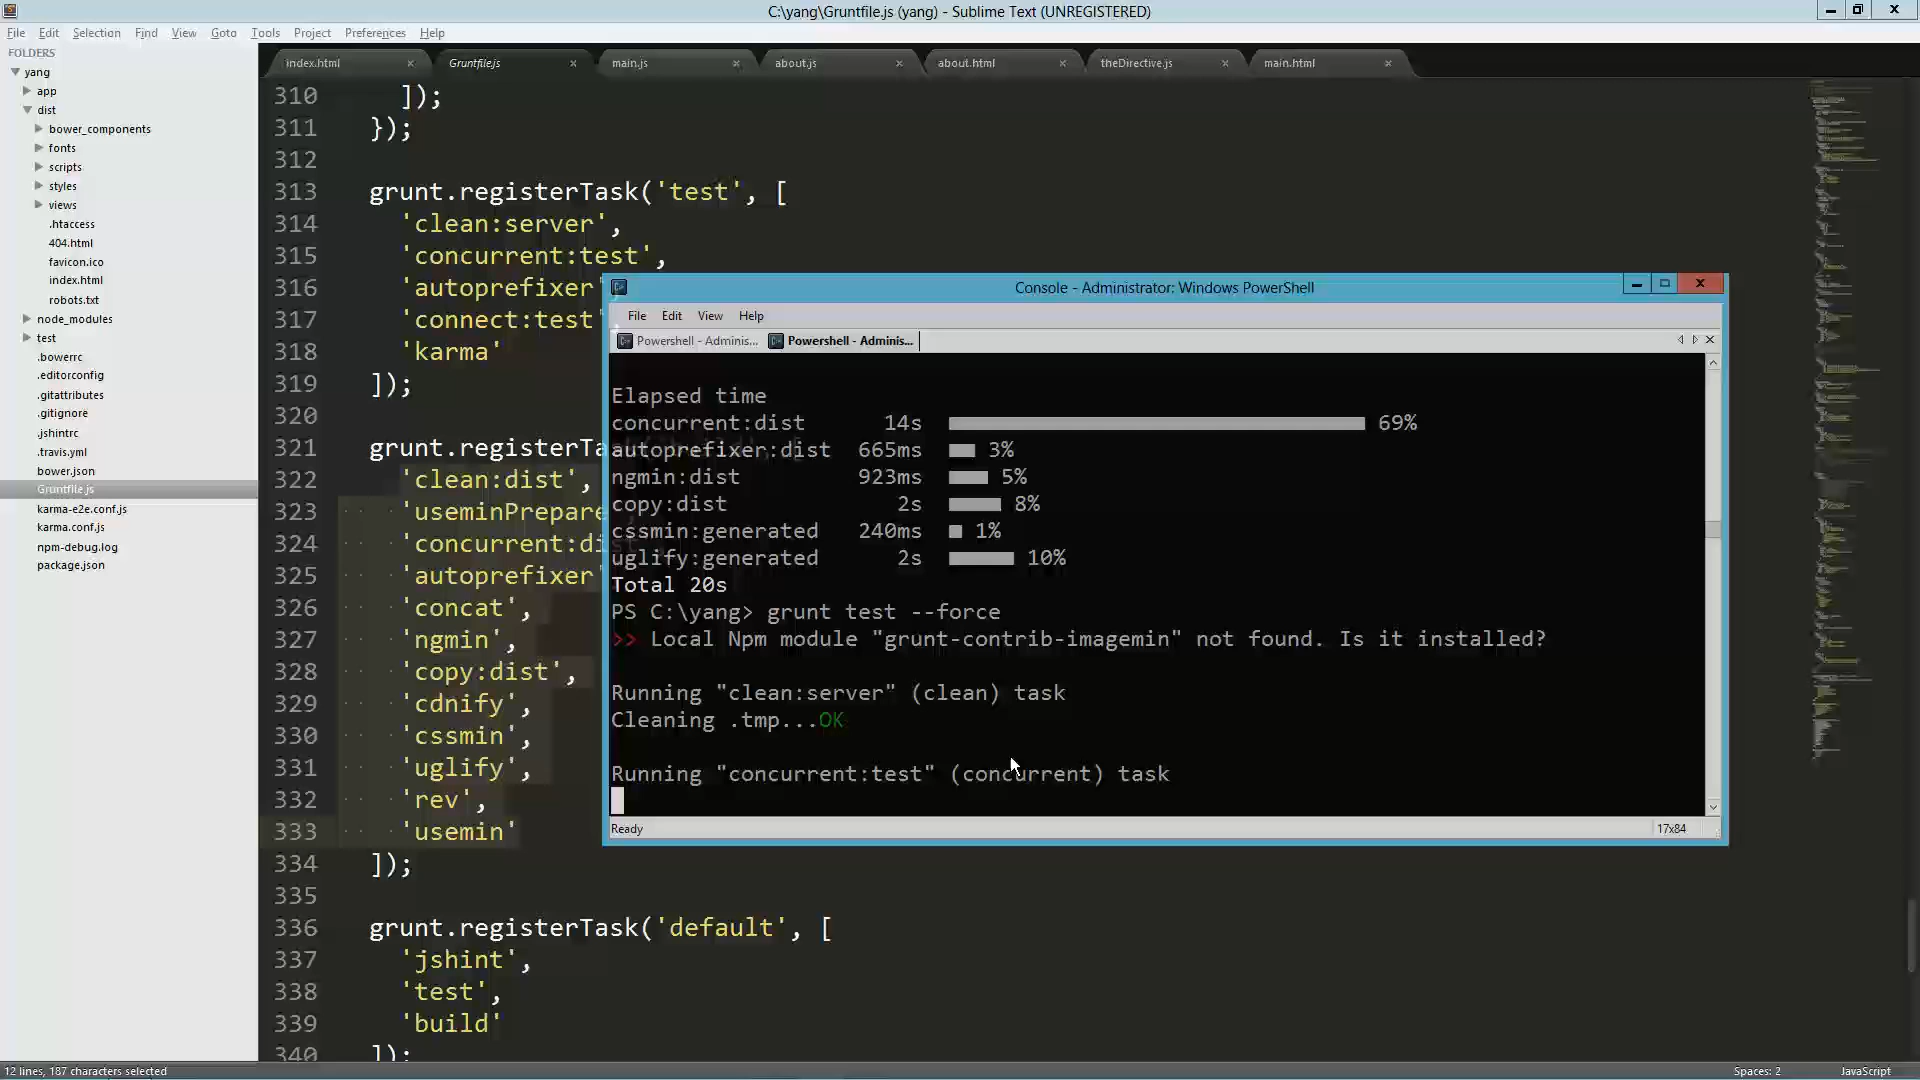 C:\yang\Gruntfile.js (yang) - Sublime Text (UNREGISTERED)
File Edit Selection Find View Goto Tools Project Preferences Help
FOLDERS
yang
app
dist
bower_components
fonts
scripts
styles
views
.htaccess
404.html
favicon.ico
index.html
robots.txt
node_modules
test
.bowerrc
.editorconfig
.gitattributes
.gitignore
.jshintrc
.travis.yml
bower.json
Gruntfile.js
karma-e2e.conf.js
karma.conf.js
npm-debug.log
package.json
index.html Gruntfile.js main.js about.js about.html theDirective.js main.html
310 ]);
311 });
312
313 grunt.registerTask('test', [
314 'clean:server',
315 'concurrent:test',
316 'autoprefixer'
317 'connect:test'
318 'karma'
319 ]);
320
321 grunt.registerTa
322 'clean:dist',
323 'useminPrepare
324 'concurrent:di
325 'autoprefixer'
326 'concat',
327 'ngmin',
328 'copy:dist',
329 'cdnify',
330 'cssmin',
331 'uglify',
332 'rev',
333 'usemin'
334 ]);
335
336 grunt.registerTask('default', [
337 'jshint',
338 'test',
339 'build'
340 ]);
Console - Administrator: Windows PowerShell
File Edit View Help
Powershell - Adminis... Powershell - Adminis...
Elapsed time
concurrent:dist 14s 69%
autoprefixer:dist 665ms 3%
ngmin:dist 923ms 5%
copy:dist 2s 8%
cssmin:generated 240ms 1%
uglify:generated 2s 10%
Total 20s
PS C:\yang> grunt test --force
>> Local Npm module "grunt-contrib-imagemin" not found. Is it installed?
Running "clean:server" (clean) task
Cleaning .tmp...OK
Running "concurrent:test" (concurrent) task
Ready 17x84
12 lines, 187 characters selected Spaces: 2 JavaScript